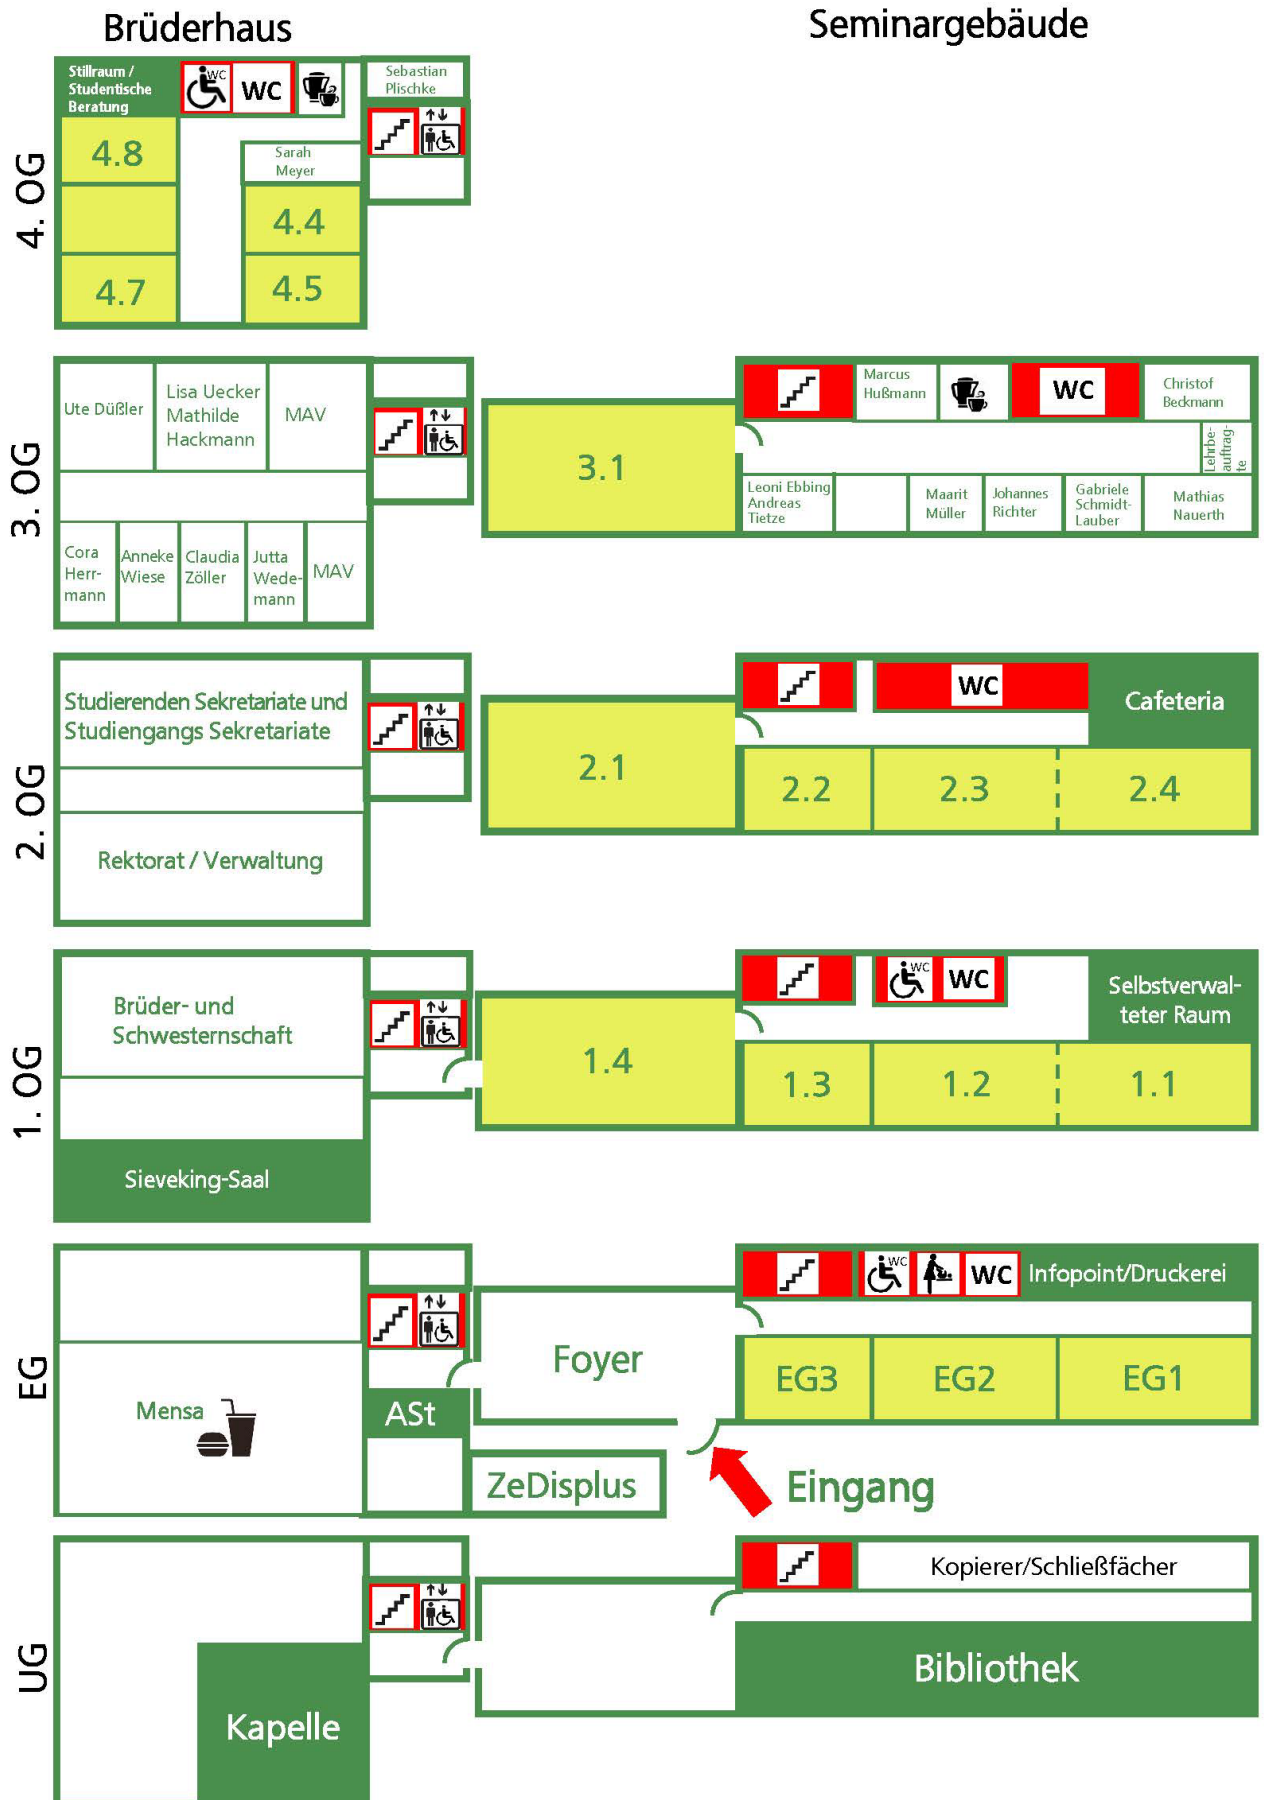 Brüderhaus
Seminargebäude
4. OG
Stillraum /
Studentische
Beratung
WC
WC
Sebastian
Plischke
4.8
Sarah
Meyer
4.4
4.7
4.5
3. OG
Ute Düßler
Lisa Uecker
Mathilde
Hackmann
MAV
Cora
Herr-
mann
Anneke
Wiese
Claudia
Zöller
Jutta
Wede-
mann
MAV
3.1
Marcus
Hußmann
WC
Christof
Beckmann
Lehrbe-
auftrag-
te
Leoni Ebbing
Andreas
Tietze
Maarit
Müller
Johannes
Richter
Gabriele
Schmidt-
Lauber
Mathias
Nauerth
2. OG
Studierenden Sekretariate und
Studiengangs Sekretariate
Rektorat / Verwaltung
2.1
WC
Cafeteria
2.2
2.3
2.4
1. OG
Brüder- und
Schwesternschaft
Sieveking-Saal
1.4
WC
WC
Selbstverwal-
teter Raum
1.3
1.2
1.1
EG
Mensa
ASt
Foyer
ZeDisplus
WC
WC
Infopoint/Druckerei
EG3
EG2
EG1
Eingang
UG
Kapelle
Kopierer/Schließfächer
Bibliothek